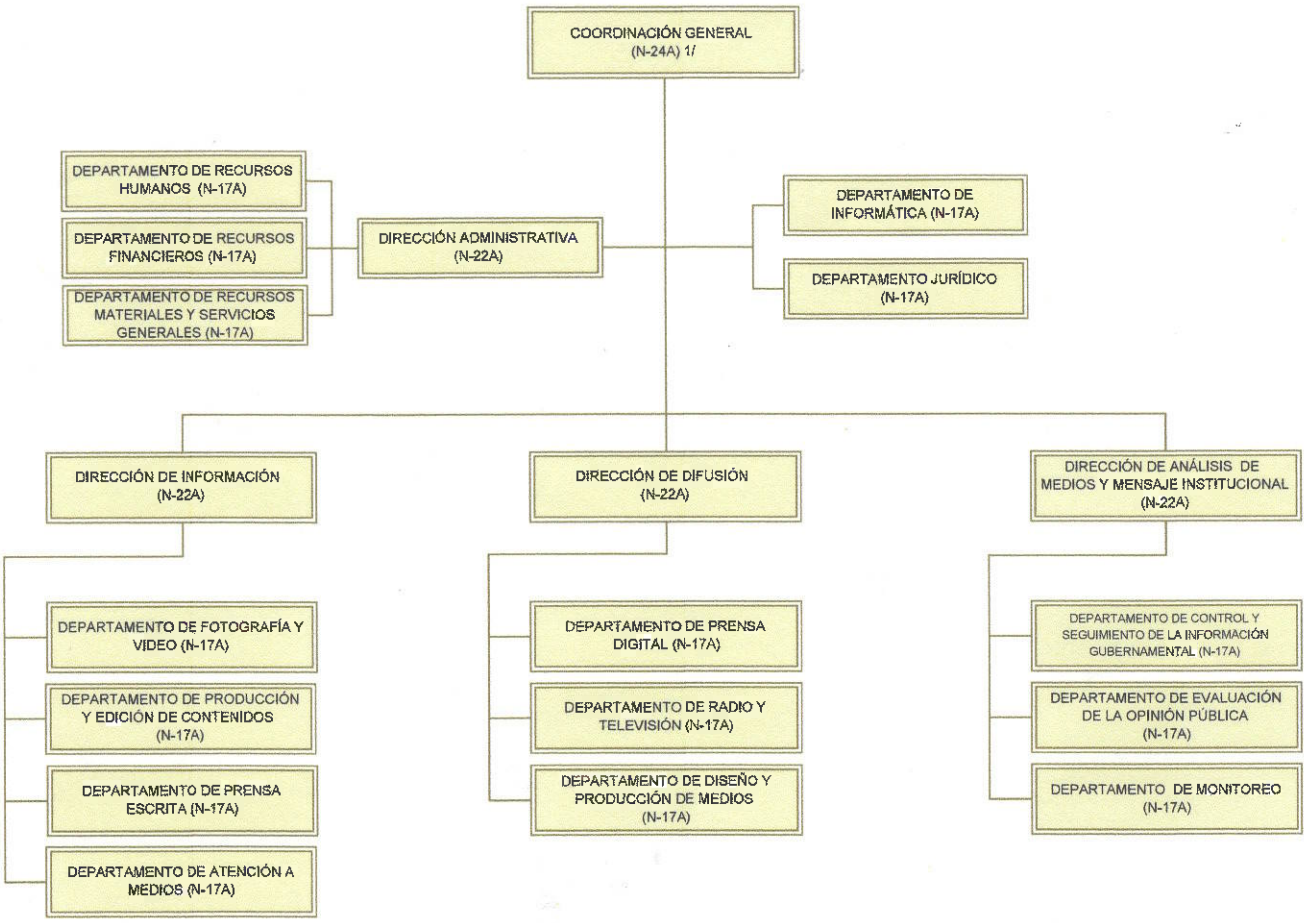 COORDINACIÓN GENERAL
(N-24A) 1/
DEPARTAMENTO DE RECURSOS
HUMANOS (N-17A)
DEPARTAMENTO DE RECURSOS
FINANCIEROS (N-17A)
DEPARTAMENTO DE RECURSOS
MATERIALES Y SERVICIOS
GENERALES (N-17A)
DIRECCIÓN ADMINISTRATIVA
(N-22A)
DEPARTAMENTO DE
INFORMÁTICA (N-17A)
DEPARTAMENTO JURÍDICO
(N-17A)
DIRECCIÓN DE INFORMACIÓN
(N-22A)
DEPARTAMENTO DE FOTOGRAFÍA Y
VIDEO (N-17A)
DEPARTAMENTO DE PRODUCCIÓN
Y EDICIÓN DE CONTENIDOS
(N-17A)
DEPARTAMENTO DE PRENSA
ESCRITA (N-17A)
DEPARTAMENTO DE ATENCIÓN A
MEDIOS (N-17A)
DIRECCIÓN DE DIFUSIÓN
(N-22A)
DEPARTAMENTO DE PRENSA
DIGITAL (N-17A)
DEPARTAMENTO DE RADIO Y
TELEVISIÓN (N-17A)
DEPARTAMENTO DE DISEÑO Y
PRODUCCIÓN DE MEDIOS
(N-17A)
DIRECCIÓN DE ANÁLISIS DE
MEDIOS Y MENSAJE INSTITUCIONAL
(N-22A)
DEPARTAMENTO DE CONTROL Y
SEGUIMIENTO DE LA INFORMACIÓN
GUBERNAMENTAL (N-17A)
DEPARTAMENTO DE EVALUACIÓN
DE LA OPINIÓN PÚBLICA
(N-17A)
DEPARTAMENTO DE MONITOREO
(N-17A)